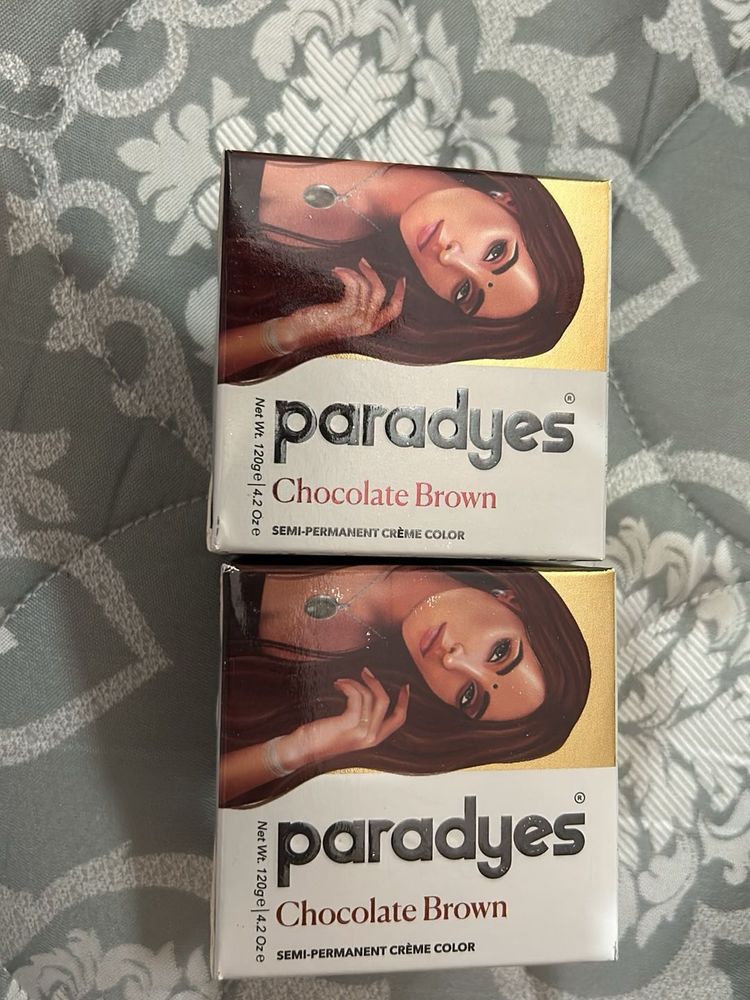 paradyes®
Chocolate Brown
SEMI-PERMANENT CRÈME COLOR
Net Wt. 120g e | 4.2 Oz e
paradyes®
Chocolate Brown
SEMI-PERMANENT CRÈME COLOR
Net Wt. 120g e | 4.2 Oz e